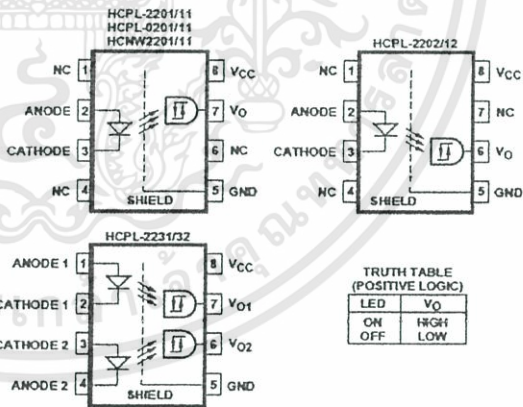 HCPL-2201/11
HCPL-0201/11
HCNW2201/11
NC 1
ANODE 2
CATHODE 3
NC 4
8 VCC
7 VO
6 NC
5 GND
SHIELD
HCPL-2202/12
NC 1
ANODE 2
CATHODE 3
NC 4
8 VCC
7 NC
6 VO
5 GND
SHIELD
HCPL-2231/32
ANODE 1 1
CATHODE 1 2
CATHODE 2 3
ANODE 2 4
8 VCC
7 VO1
6 VO2
5 GND
SHIELD
TRUTH TABLE
(POSITIVE LOGIC)
LED VO
ON HIGH
OFF LOW